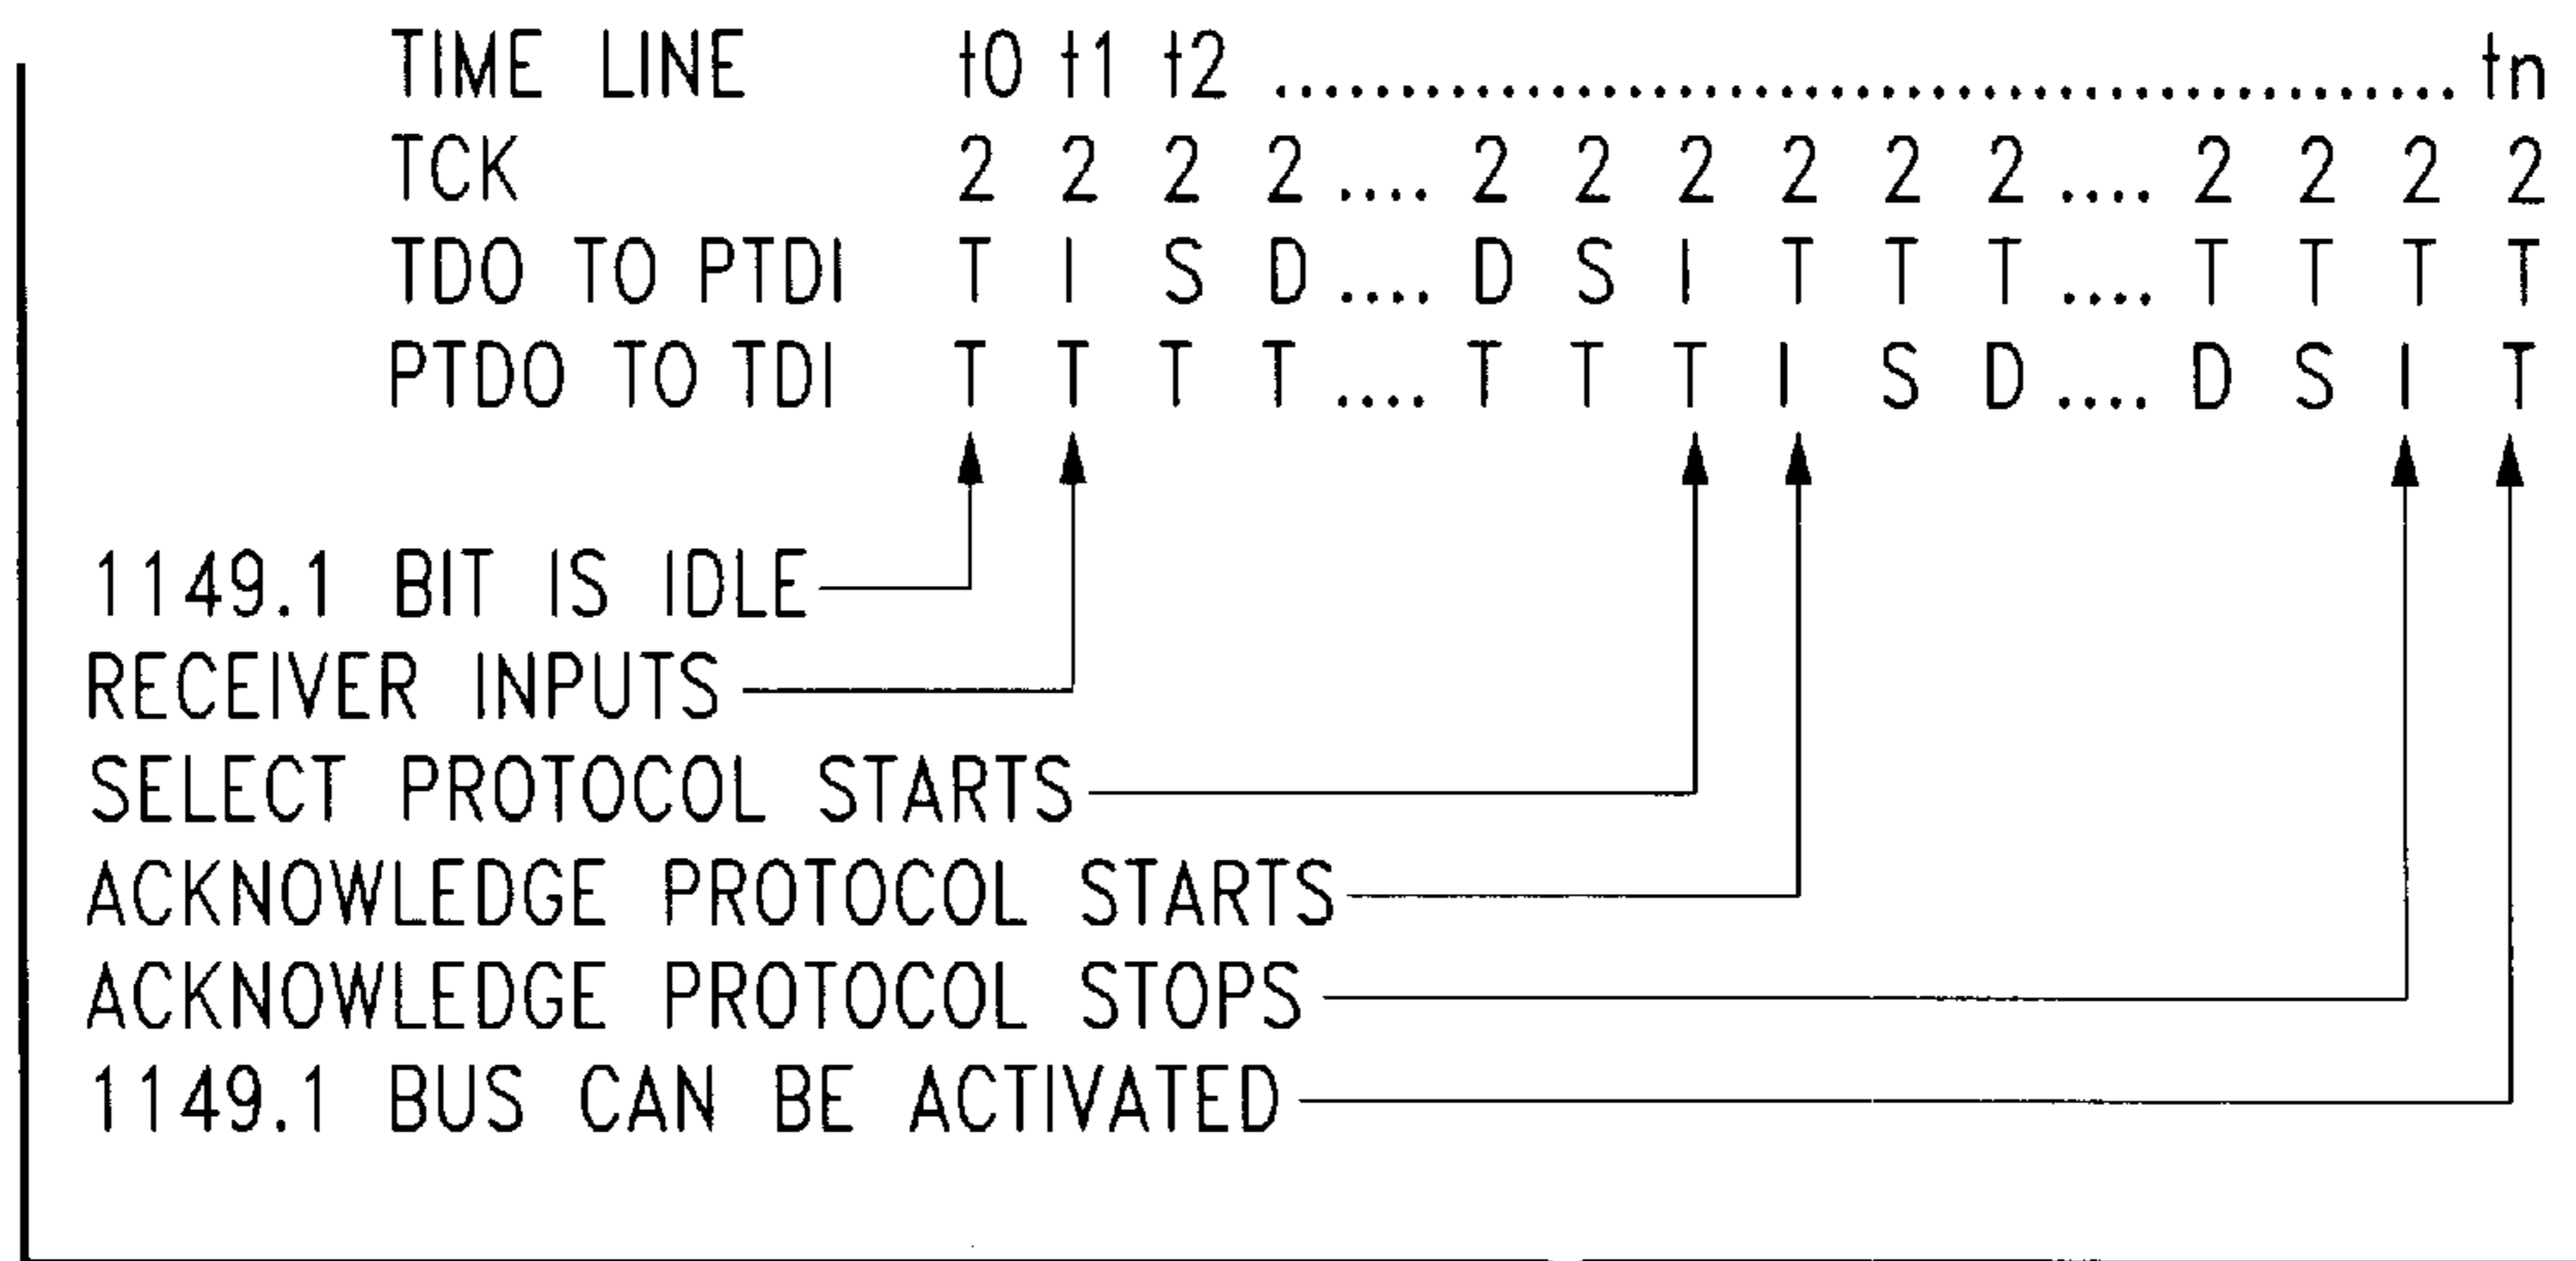 TIME LINE t0 t1 t2 ............................................... tn
TCK 2 2 2 2 .... 2 2 2 2 2 2 .... 2 2 2 2
TDO TO PTDI T I S D .... D S I T T T .... T T T T
PTDO TO TDI T T T T .... T T T I S D .... D S I T
1149.1 BIT IS IDLE
RECEIVER INPUTS
SELECT PROTOCOL STARTS
ACKNOWLEDGE PROTOCOL STARTS
ACKNOWLEDGE PROTOCOL STOPS
1149.1 BUS CAN BE ACTIVATED